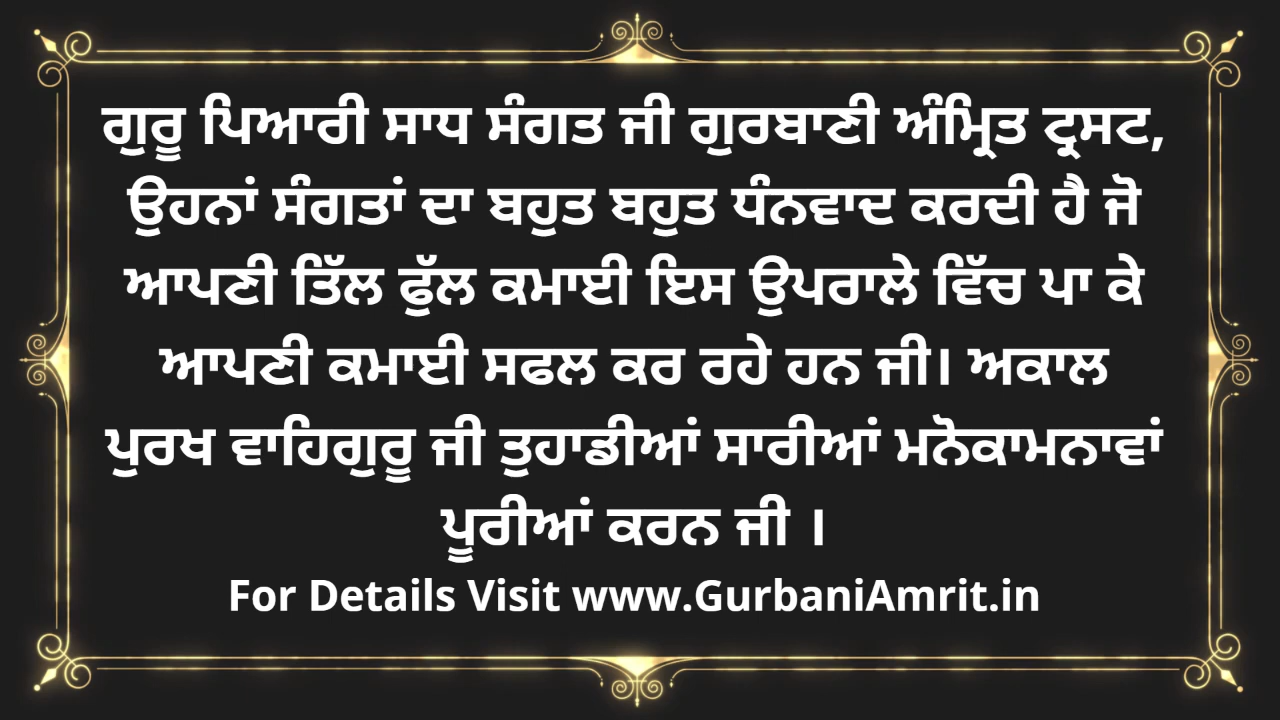 ਗੁਰੂ ਪਿਆਰੀ ਸਾਧ ਸੰਗਤ ਜੀ ਗੁਰਬਾਣੀ ਅੰਮ੍ਰਿਤ ਟ੍ਰਸਟ,
ਉਹਨਾਂ ਸੰਗਤਾਂ ਦਾ ਬਹੁਤ ਬਹੁਤ ਧੰਨਵਾਦ ਕਰਦੀ ਹੈ ਜੋ
ਆਪਣੀ ਤਿੱਲ ਫੁੱਲ ਕਮਾਈ ਇਸ ਉਪਰਾਲੇ ਵਿੱਚ ਪਾ ਕੇ
ਆਪਣੀ ਕਮਾਈ ਸਫਲ ਕਰ ਰਹੇ ਹਨ ਜੀ। ਅਕਾਲ
ਪੁਰਖ ਵਾਹਿਗੁਰੂ ਜੀ ਤੁਹਾਡੀਆਂ ਸਾਰੀਆਂ ਮਨੋਕਾਮਨਾਵਾਂ
ਪੂਰੀਆਂ ਕਰਨ ਜੀ ।
For Details Visit www.GurbaniAmrit.in